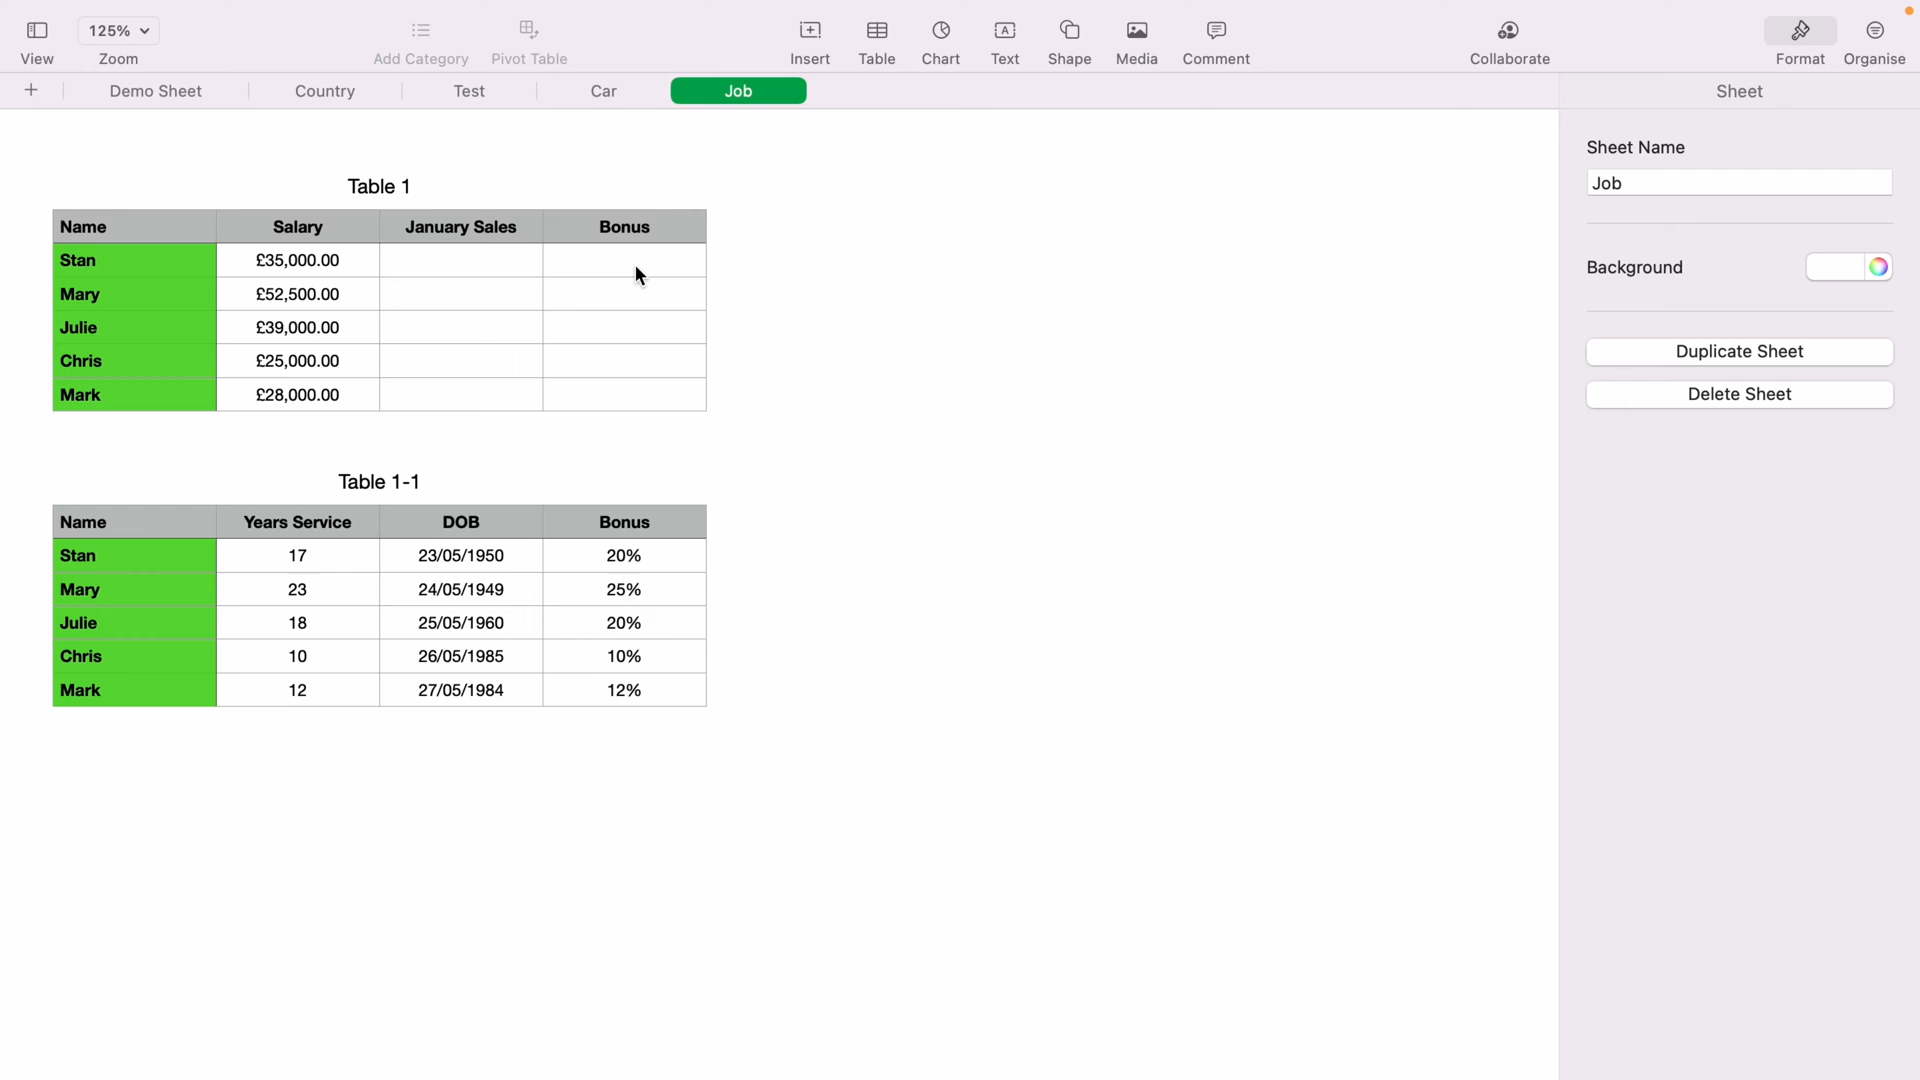 View
125%
Zoom
Add Category
Pivot Table
Insert
Table
Chart
Text
Shape
Media
Comment
Collaborate
Format
Organise
+ Demo Sheet Country Test Car Job
Sheet
Sheet Name
Job
Background
Duplicate Sheet
Delete Sheet
Table 1
Name Salary January Sales Bonus
Stan £35,000.00
Mary £52,500.00
Julie £39,000.00
Chris £25,000.00
Mark £28,000.00
Table 1-1
Name Years Service DOB Bonus
Stan 17 23/05/1950 20%
Mary 23 24/05/1949 25%
Julie 18 25/05/1960 20%
Chris 10 26/05/1985 10%
Mark 12 27/05/1984 12%